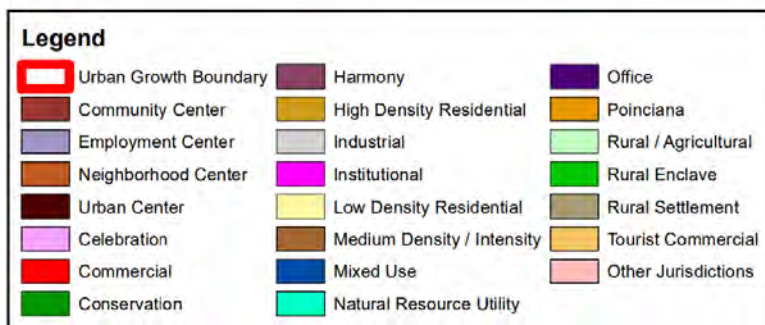 Legend
Urban Growth Boundary
Community Center
Employment Center
Neighborhood Center
Urban Center
Celebration
Commercial
Conservation
Harmony
High Density Residential
Industrial
Institutional
Low Density Residential
Medium Density / Intensity
Mixed Use
Natural Resource Utility
Office
Poinciana
Rural / Agricultural
Rural Enclave
Rural Settlement
Tourist Commercial
Other Jurisdictions